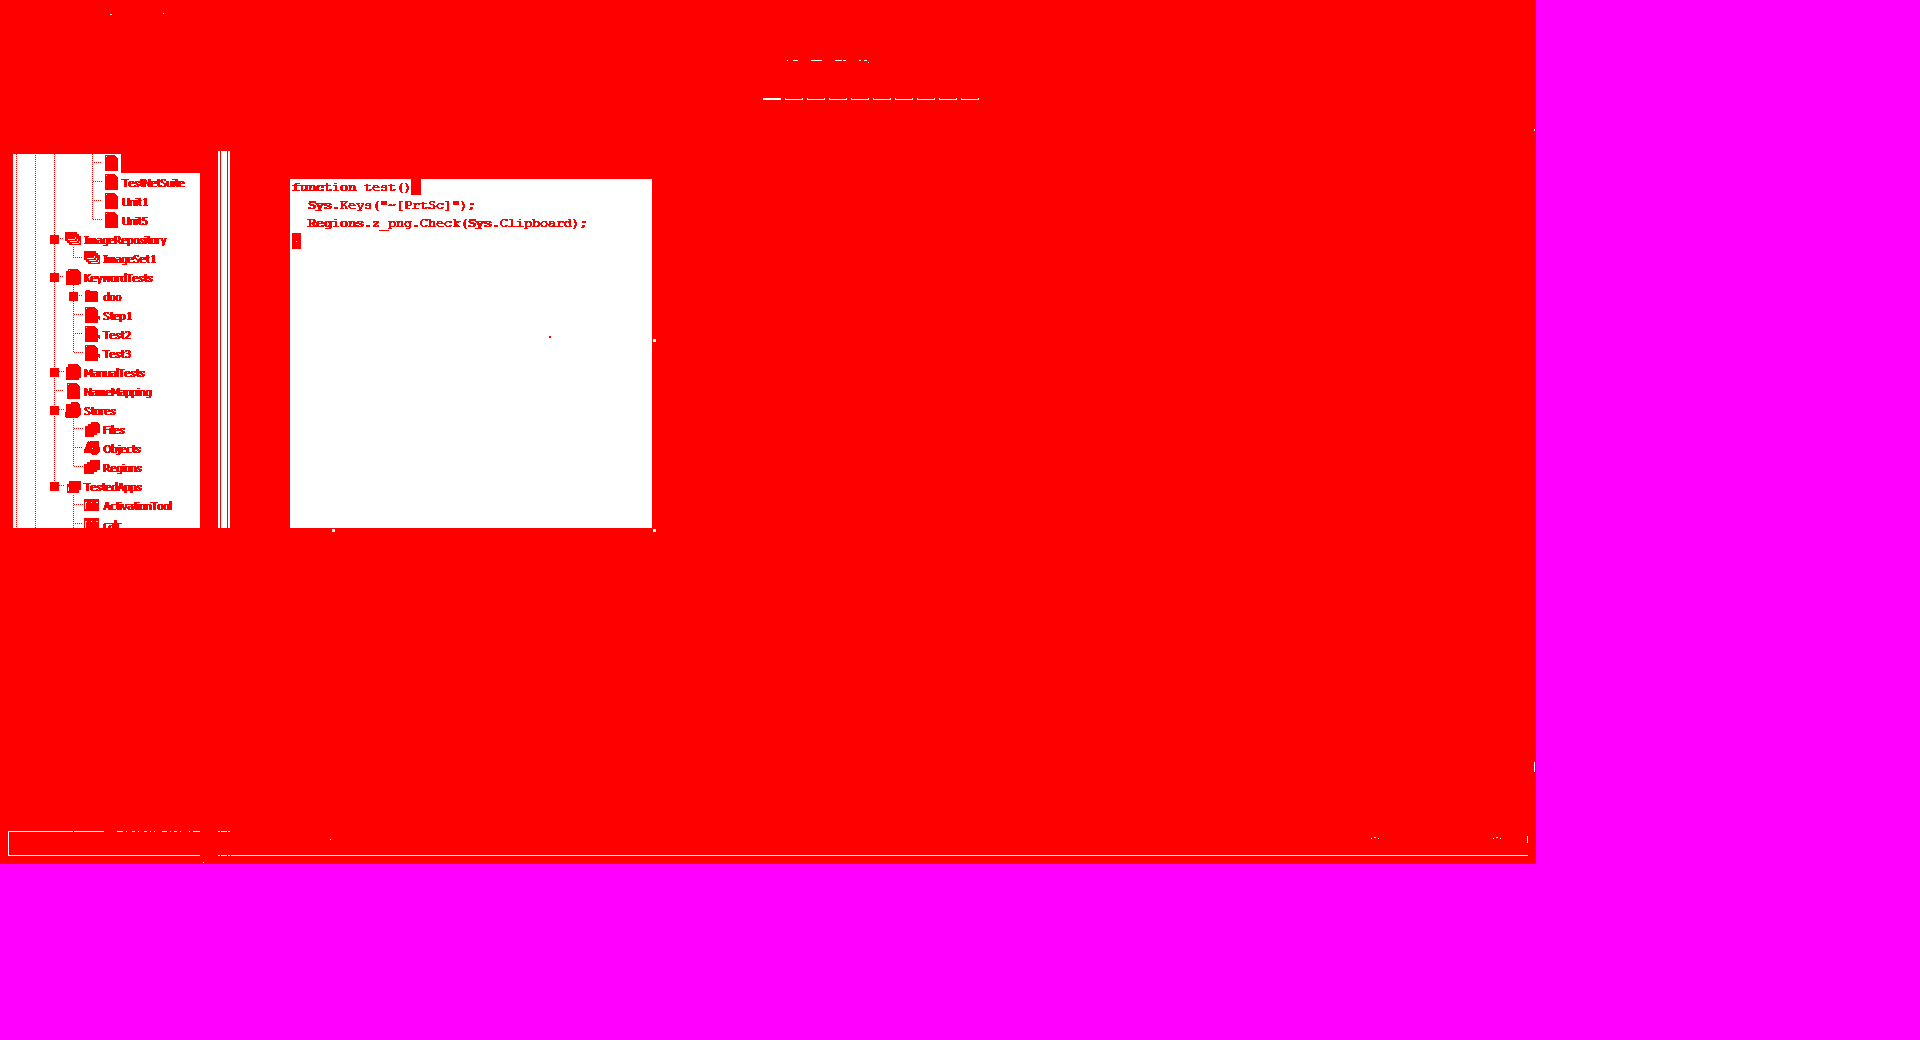 TestNetSuite
Unit1
Unit5
ImageRepository
ImageSet1
KeywordTests
doo
Step1
Test2
Test3
ManualTests
NameMapping
Stores
Files
Objects
Regions
TestedApps
ActivationTool
calc
function test()
Sys.Keys("~[PrtSc]");
Regions.z_png.Check(Sys.Clipboard);